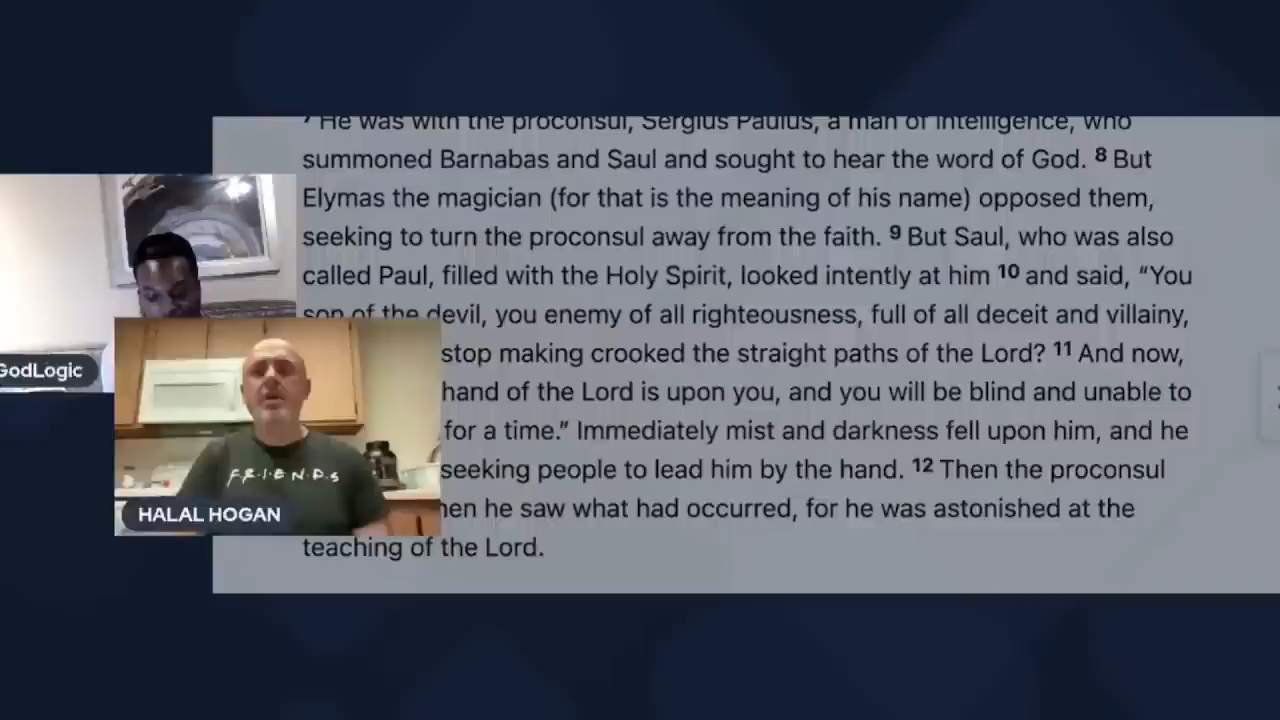 7 He was with the proconsul, Sergius Paulus, a man of intelligence, who
summoned Barnabas and Saul and sought to hear the word of God. 8 But
Elymas the magician (for that is the meaning of his name) opposed them,
seeking to turn the proconsul away from the faith. 9 But Saul, who was also
called Paul, filled with the Holy Spirit, looked intently at him 10 and said, “You
son of the devil, you enemy of all righteousness, full of all deceit and villainy,
stop making crooked the straight paths of the Lord? 11 And now,
hand of the Lord is upon you, and you will be blind and unable to
for a time.” Immediately mist and darkness fell upon him, and he
seeking people to lead him by the hand. 12 Then the proconsul
he saw what had occurred, for he was astonished at the
teaching of the Lord.
GodLogic
F·R·I·E·N·D·S
HALAL HOGAN